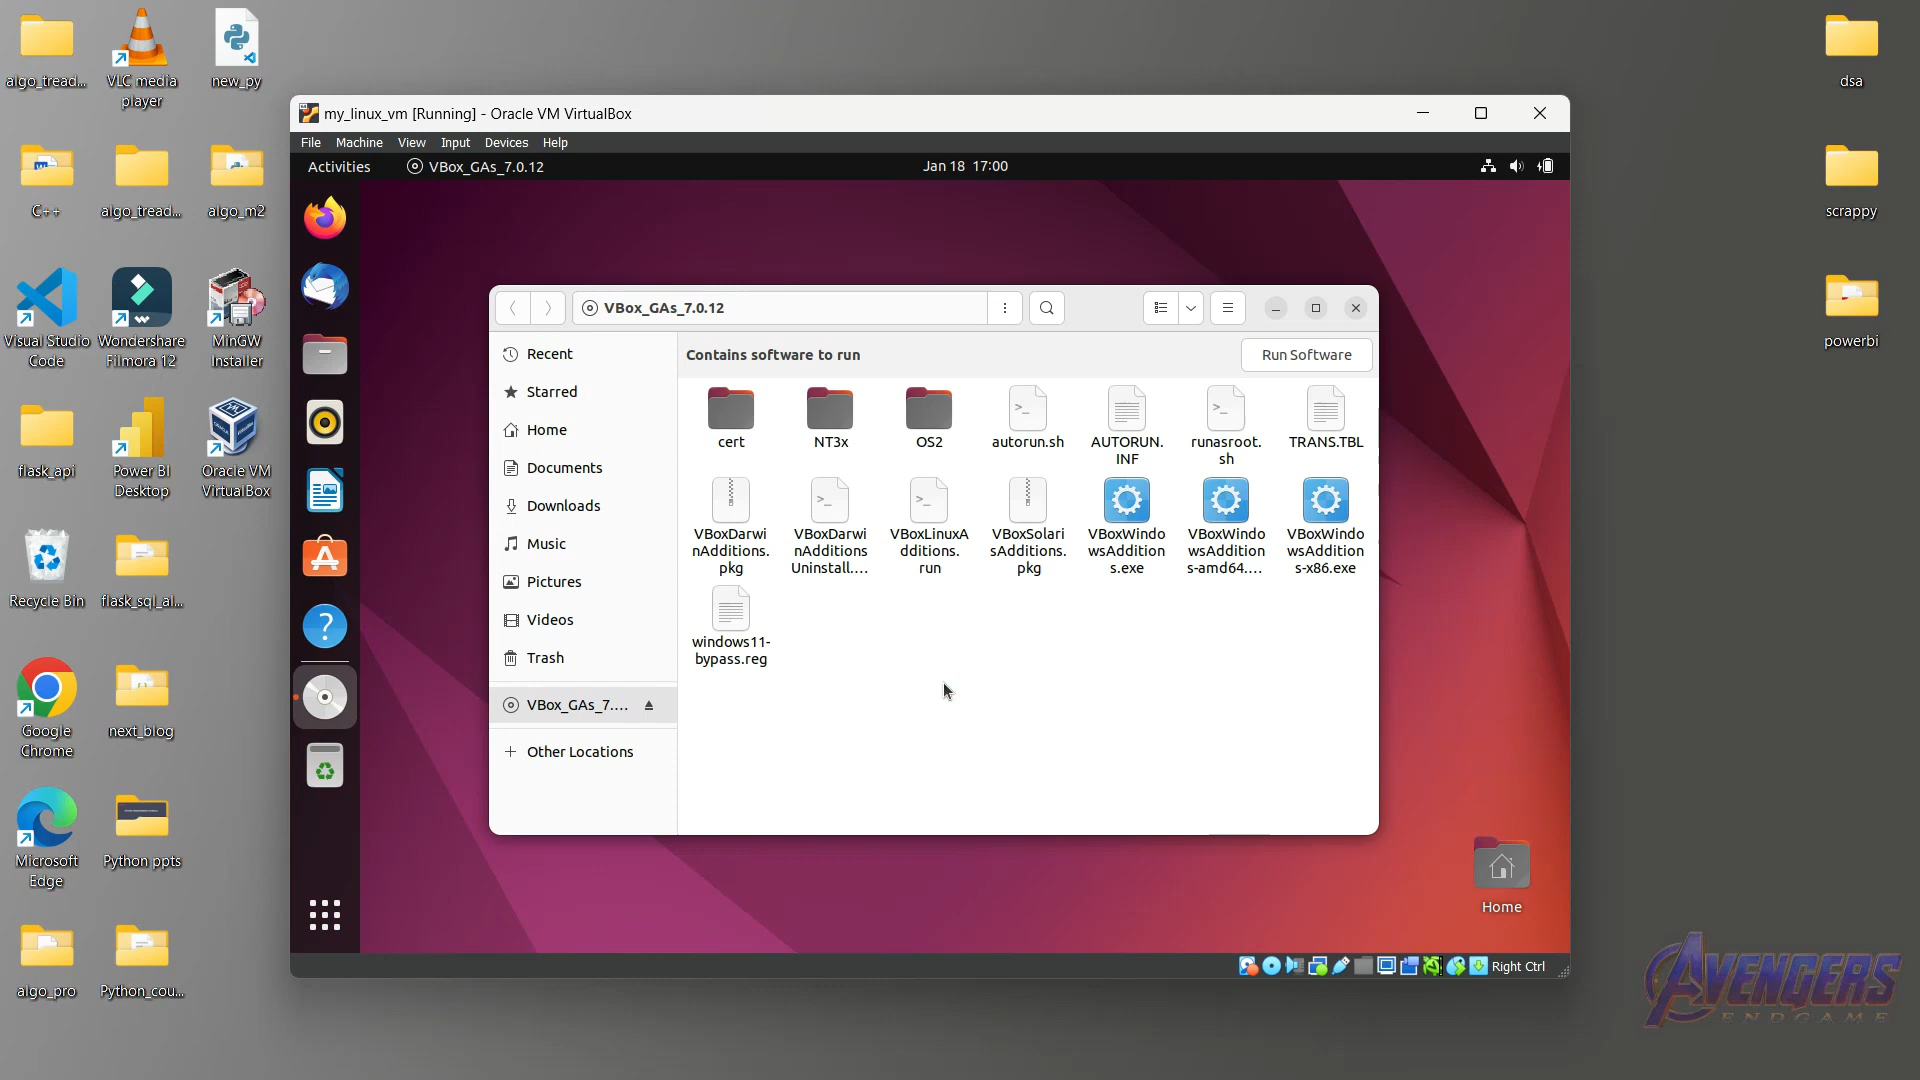 algo_tread...
VLC media
player
new_py
C++
algo_tread...
algo_m2
Visual Studio
Code
Wondershare
Filmora 12
MinGW
Installer
flask_api
Power BI
Desktop
Oracle VM
VirtualBox
Recycle Bin
flask_sql_al...
Google
Chrome
next_blog
Microsoft
Edge
Python ppts
algo_pro
Python_cou...
my_linux_vm [Running] - Oracle VM VirtualBox
File Machine View Input Devices Help
Activities VBox_GAs_7.0.12 Jan 18 17:00
VBox_GAs_7.0.12
Recent
Starred
Home
Documents
Downloads
Music
Pictures
Videos
Trash
VBox_GAs_7....
+ Other Locations
Contains software to run
Run Software
cert
NT3x
OS2
autorun.sh
AUTORUN.
INF
runasroot.
sh
TRANS.TBL
VBoxDarwi
nAdditions.
pkg
VBoxDarwi
nAdditions
Uninstall....
VBoxLinuxA
dditions.
run
VBoxSolari
sAdditions.
pkg
VBoxWindo
wsAddition
s.exe
VBoxWindo
wsAddition
s-amd64....
VBoxWindo
wsAddition
s-x86.exe
windows11-
bypass.reg
Home
Right Ctrl
dsa
scrappy
powerbi
AVENGERS
ENDGAME